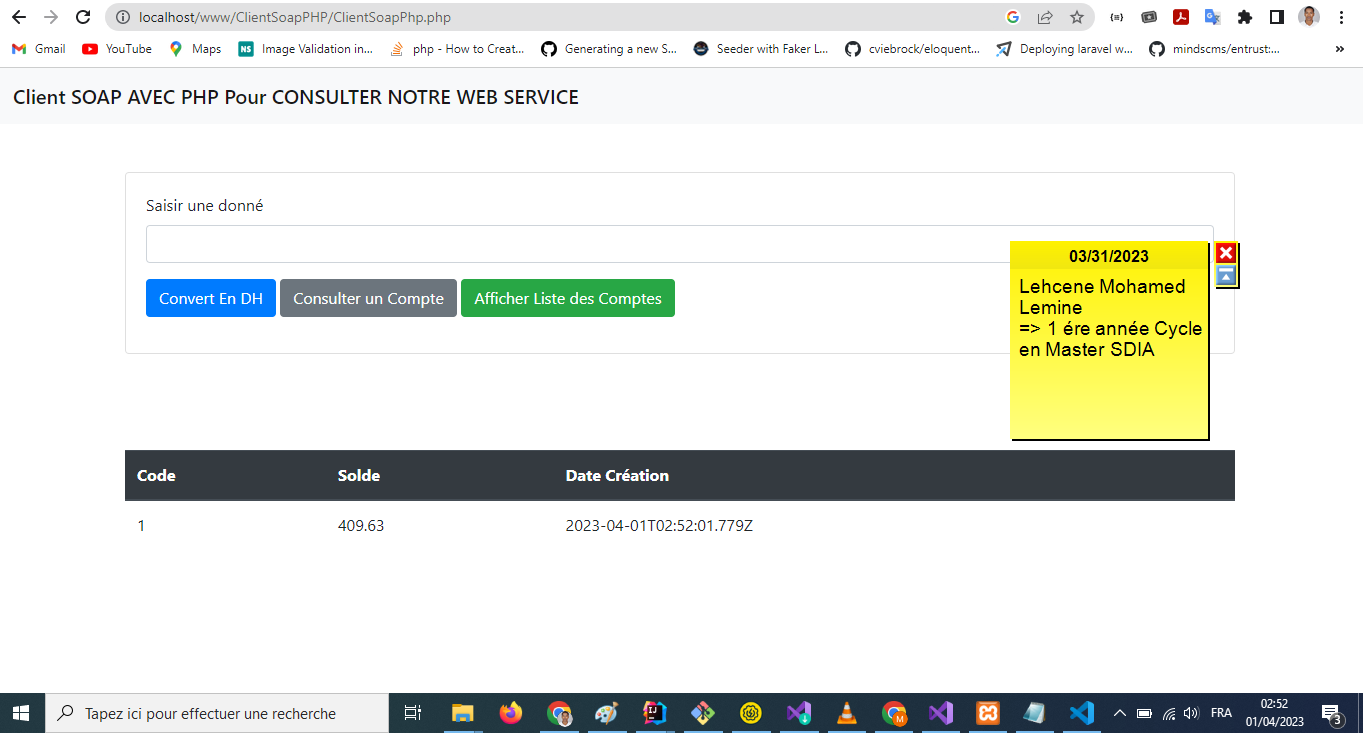 localhost/www/ClientSoapPHP/ClientSoapPhp.php
Gmail YouTube Maps Image Validation in... php - How to Creat... Generating a new S... Seeder with Faker L... cviebrock/eloquent... Deploying laravel w... mindscms/entrust:... »
Client SOAP AVEC PHP Pour CONSULTER NOTRE WEB SERVICE
Saisir une donné
Convert En DH Consulter un Compte Afficher Liste des Comptes
03/31/2023
Lehcene Mohamed
Lemine
=> 1 ére année Cycle
en Master SDIA
Code Solde Date Création
1 409.63 2023-04-01T02:52:01.779Z
Tapez ici pour effectuer une recherche
FRA
02:52
01/04/2023
3